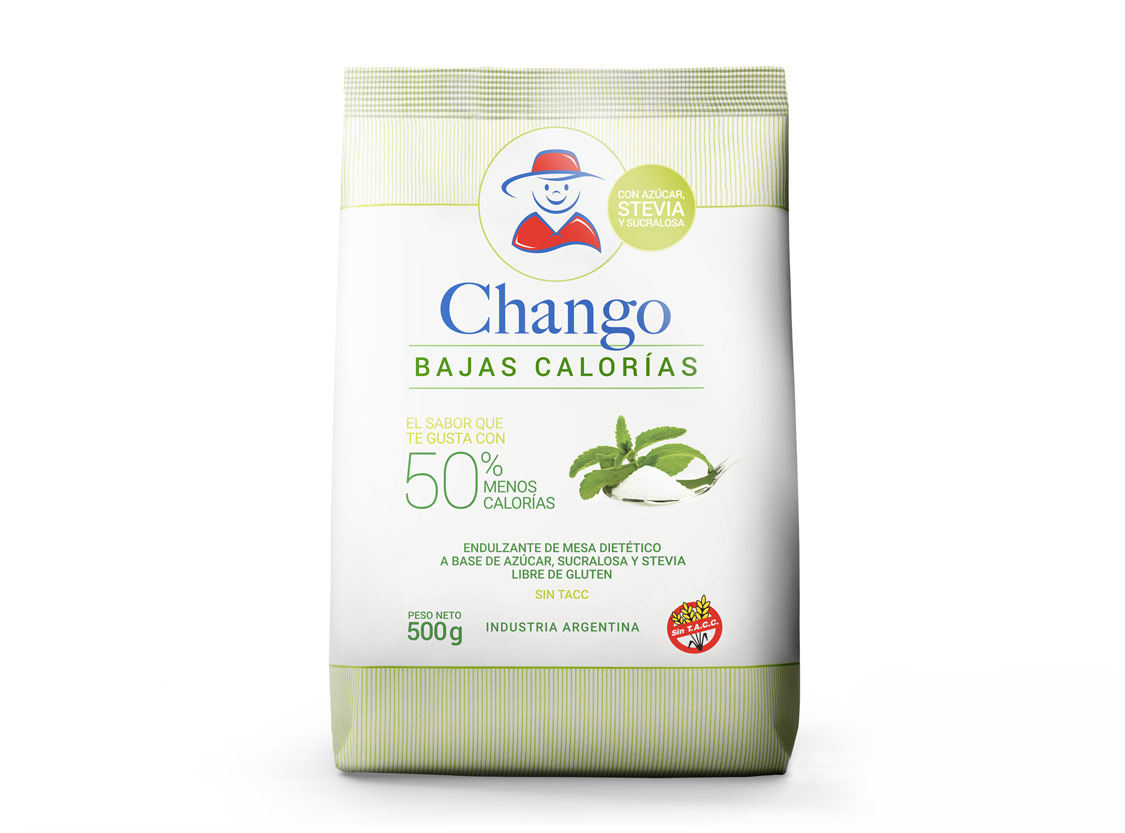 CON AZÚCAR,
STEVIA
Y SUCRALOSA
Chango
BAJAS CALORÍAS
EL SABOR QUE
TE GUSTA CON
50%
MENOS
CALORÍAS
ENDULZANTE DE MESA DIETÉTICO
A BASE DE AZÚCAR, SUCRALOSA Y STEVIA
LIBRE DE GLUTEN
SIN TACC
PESO NETO
500g
INDUSTRIA ARGENTINA
Sin T.A.C.C.